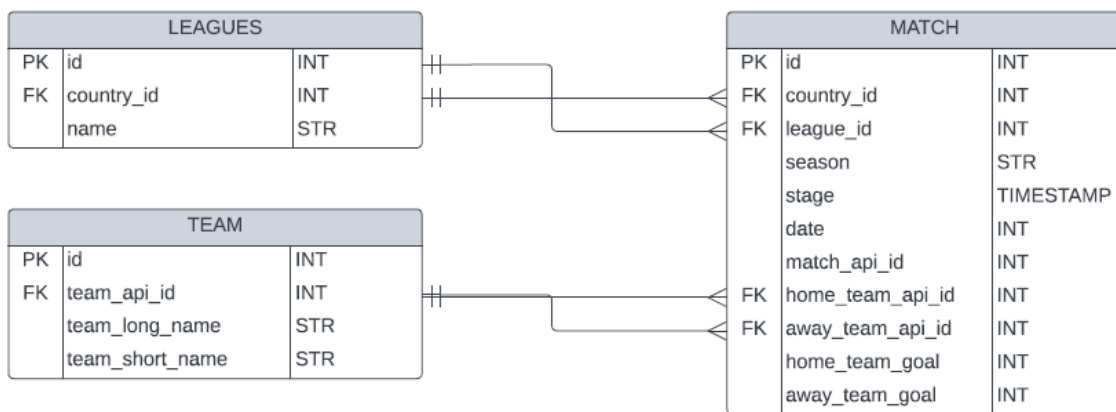 LEAGUES
PK id INT
FK country_id INT
name STR
TEAM
PK id INT
FK team_api_id INT
team_long_name STR
team_short_name STR
MATCH
PK id INT
FK country_id INT
FK league_id INT
season STR
stage TIMESTAMP
date INT
match_api_id INT
FK home_team_api_id INT
FK away_team_api_id INT
home_team_goal INT
away_team_goal INT